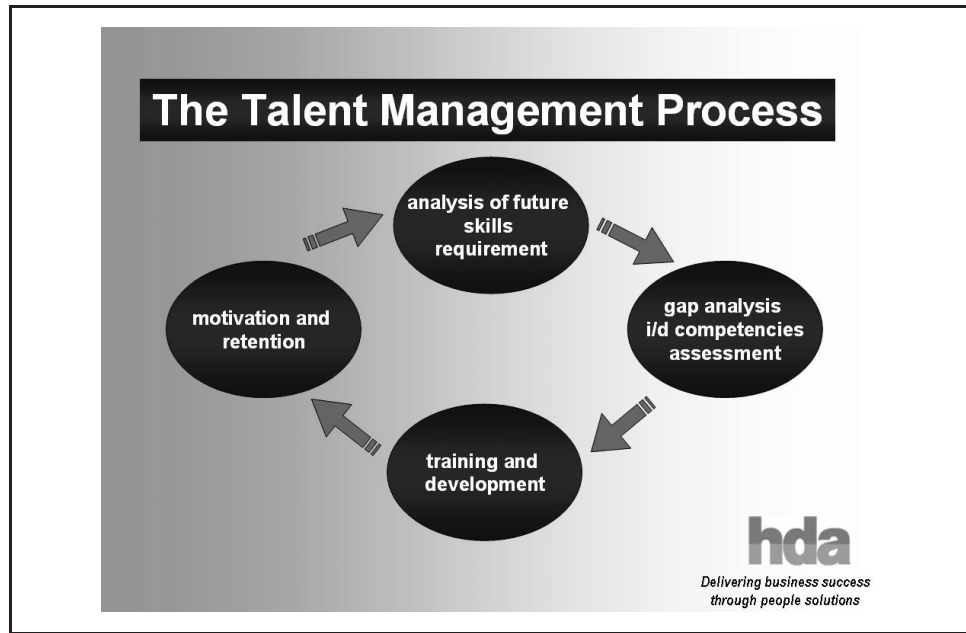 The Talent Management Process
analysis of future
skills
requirement
gap analysis
i/d competencies
assessment
training and
development
motivation and
retention
hda
Delivering business success
through people solutions